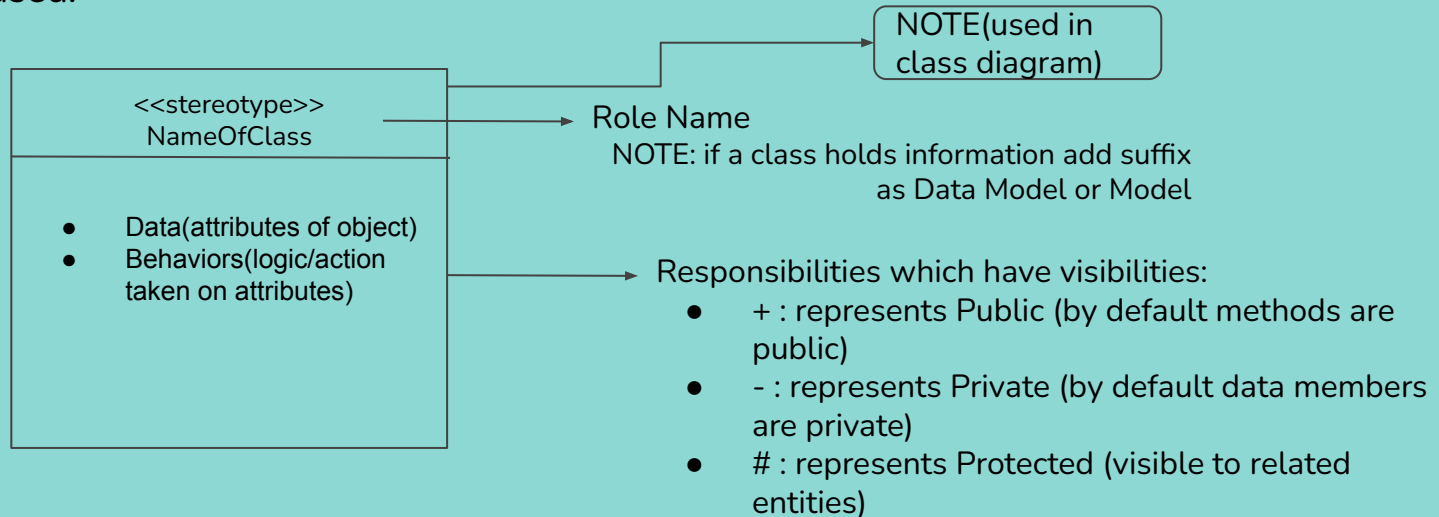 NOTE(used in
class diagram)
<<stereotype>>
NameOfClass
Role Name
NOTE: if a class holds information add suffix
as Data Model or Model
● Data(attributes of object)
● Behaviors(logic/action
taken on attributes)
Responsibilities which have visibilities:
● + : represents Public (by default methods are
public)
● - : represents Private (by default data members
are private)
● # : represents Protected (visible to related
entities)